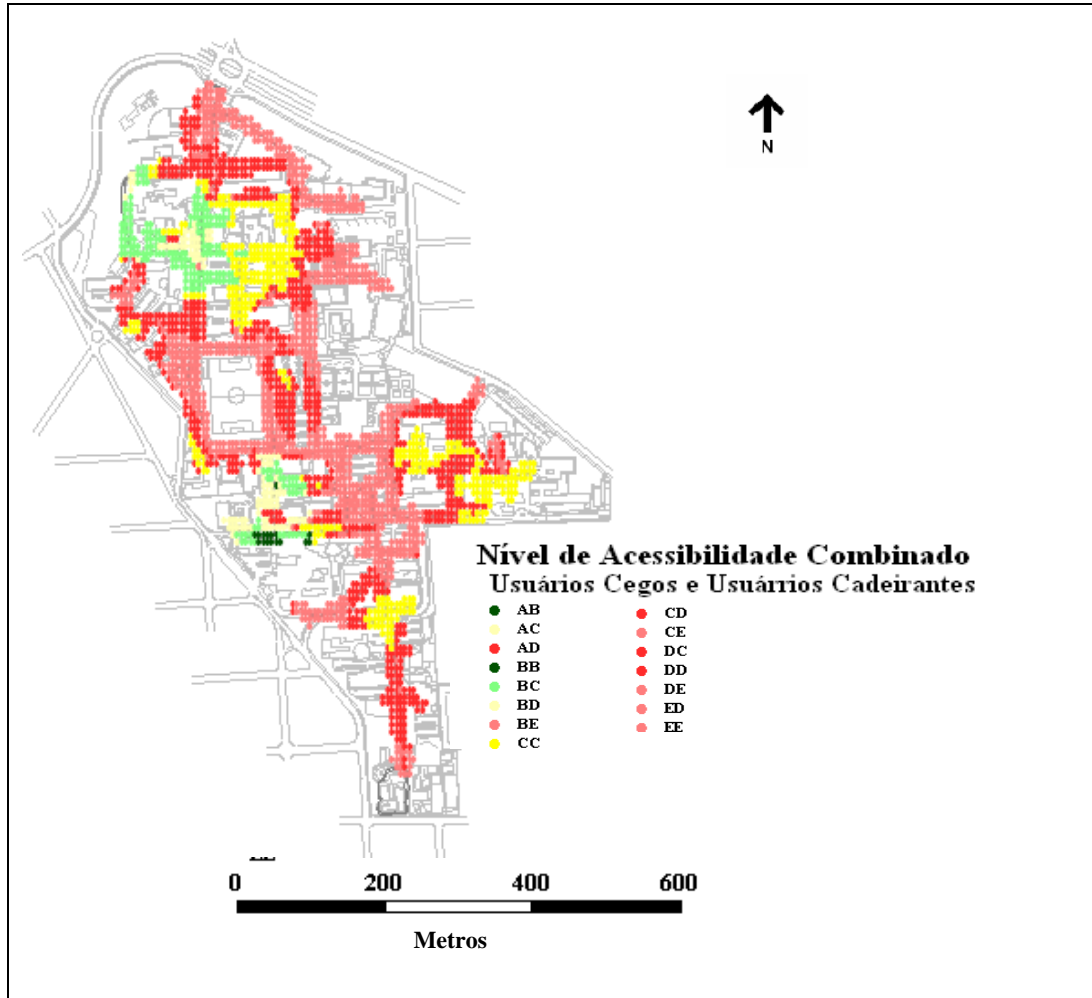 N
Nível de Acessibilidade Combinado
Usuários Cegos e Usuárrios Cadeirantes
AB
AC
AD
BB
BC
BD
BE
CC
CD
CE
DC
DD
DE
ED
EE
0 200 400 600
Metros